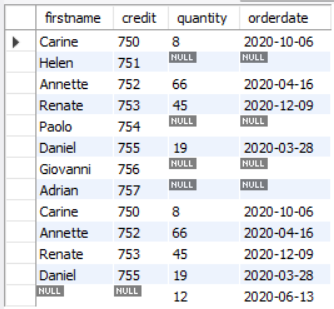 firstname credit quantity orderdate
Carine 750 8 2020-10-06
Helen 751 NULL NULL
Annette 752 66 2020-04-16
Renate 753 45 2020-12-09
Paolo 754 NULL NULL
Daniel 755 19 2020-03-28
Giovanni 756 NULL NULL
Adrian 757 NULL NULL
Carine 750 8 2020-10-06
Annette 752 66 2020-04-16
Renate 753 45 2020-12-09
Daniel 755 19 2020-03-28
NULL NULL 12 2020-06-13